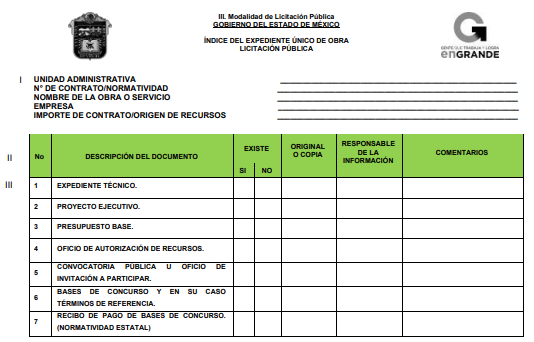 III. Modalidad de Licitación Pública
GOBIERNO DEL ESTADO DE MÉXICO
ÍNDICE DEL EXPEDIENTE ÚNICO DE OBRA
LICITACIÓN PÚBLICA
GENTE QUE TRABAJA Y LOGRA
enGRANDE
I
UNIDAD ADMINISTRATIVA
N° DE CONTRATO/NORMATIVIDAD
NOMBRE DE LA OBRA O SERVICIO
EMPRESA
IMPORTE DE CONTRATO/ORIGEN DE RECURSOS
II
No DESCRIPCIÓN DEL DOCUMENTO EXISTE SI NO ORIGINAL O COPIA RESPONSABLE DE LA INFORMACIÓN COMENTARIOS
III
1 EXPEDIENTE TÉCNICO.
2 PROYECTO EJECUTIVO.
3 PRESUPUESTO BASE.
4 OFICIO DE AUTORIZACIÓN DE RECURSOS.
5 CONVOCATORIA PÚBLICA U OFICIO DE
INVITACIÓN A PARTICIPAR.
6 BASES DE CONCURSO Y EN SU CASO
TÉRMINOS DE REFERENCIA.
7 RECIBO DE PAGO DE BASES DE CONCURSO.
(NORMATIVIDAD ESTATAL)